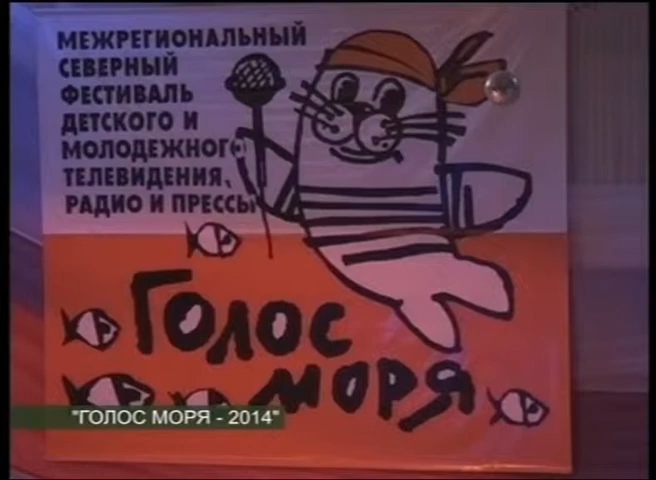 МЕЖРЕГИОНАЛЬНЫЙ
СЕВЕРНЫЙ
ФЕСТИВАЛЬ
ДЕТСКОГО И
МОЛОДЕЖНОГО
ТЕЛЕВИДЕНИЯ,
РАДИО И ПРЕССЫ
ГОЛОС
МОРЯ
"ГОЛОС МОРЯ - 2014"